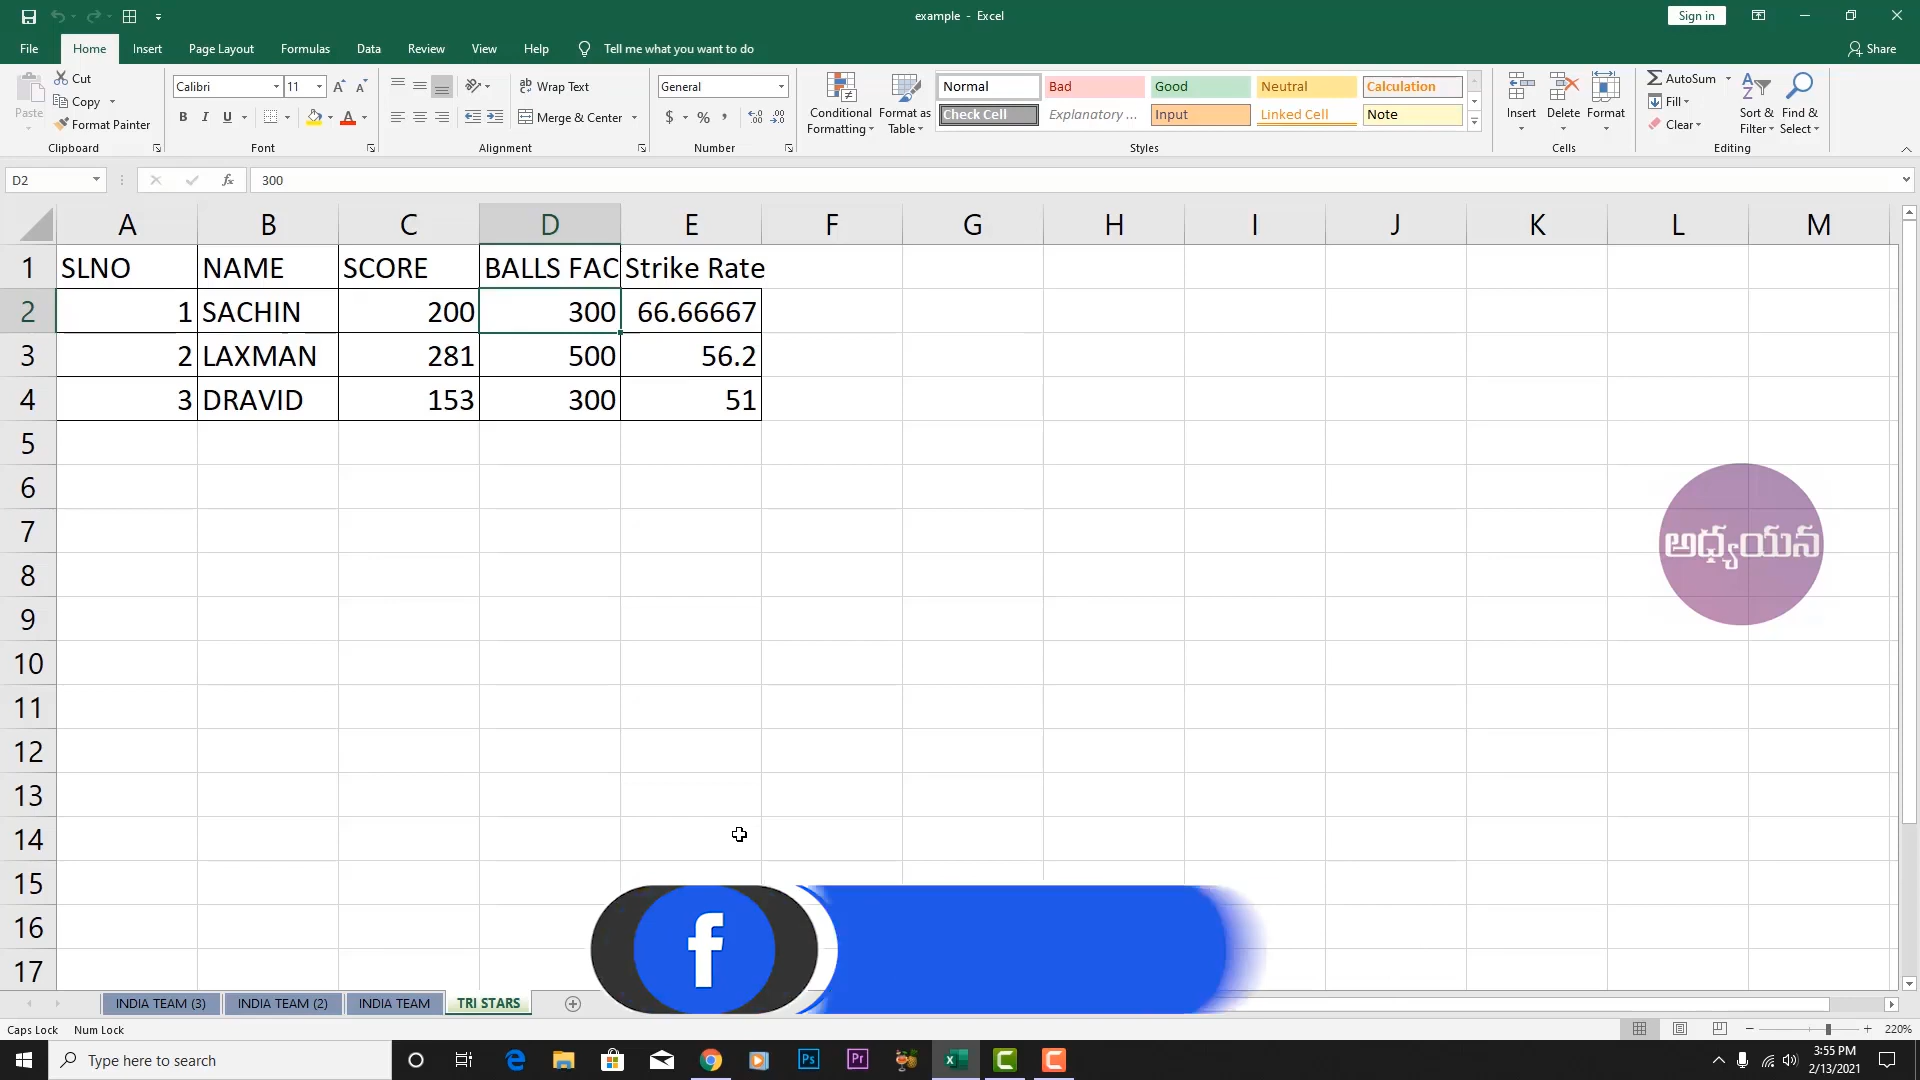 example - Excel
Sign in
File Home Insert Page Layout Formulas Data Review View Help Tell me what you want to do Share
Paste Cut Copy Format Painter Clipboard
Calibri 11 A A B I U A Font
Wrap Text Merge & Center Alignment
General $ % , .00 Number
Conditional Formatting Format as Table
Normal Bad Good Neutral Calculation
Check Cell Explanatory ... Input Linked Cell Note
Styles
Insert Delete Format Cells
AutoSum Fill Clear Sort & Filter Find & Select Editing
D2 fx 300
A B C D E F G H I J K L M
1 SLNO NAME SCORE BALLS FAC Strike Rate
2 1 SACHIN 200 300 66.66667
3 2 LAXMAN 281 500 56.2
4 3 DRAVID 153 300 51
5
6
7
అధ్యయన
8
9
10
11
12
13
14
15
16
17
f
INDIA TEAM (3) INDIA TEAM (2) INDIA TEAM TRI STARS
Caps Lock Num Lock 220%
Type here to search Ps Pr 3:55 PM
2/13/2021